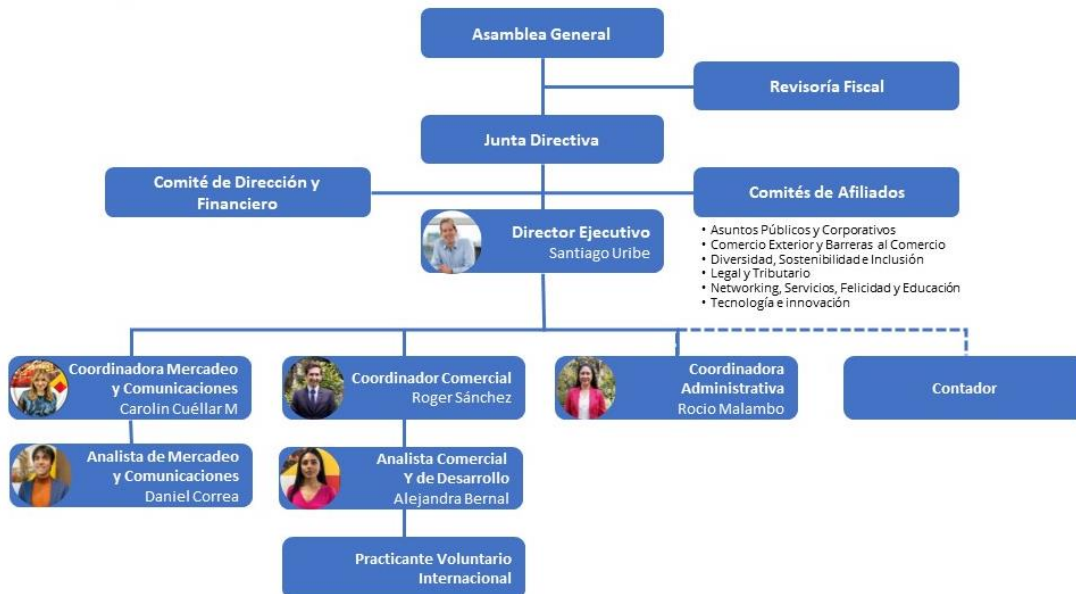 Asamblea General
Revisoría Fiscal
Junta Directiva
Comité de Dirección y
Financiero
Comités de Afiliados
• Asuntos Públicos y Corporativos
• Comercio Exterior y Barreras al Comercio
• Diversidad, Sostenibilidad e Inclusión
• Legal y Tributario
• Networking, Servicios, Felicidad y Educación
• Tecnología e innovación
Director Ejecutivo
Santiago Uribe
Coordinadora Mercadeo
y Comunicaciones
Carolin Cuéllar M
Coordinador Comercial
Roger Sánchez
Coordinadora
Administrativa
Rocio Malambo
Contador
Analista de Mercadeo
y Comunicaciones
Daniel Correa
Analista Comercial
Y de Desarrollo
Alejandra Bernal
Practicante Voluntario
Internacional